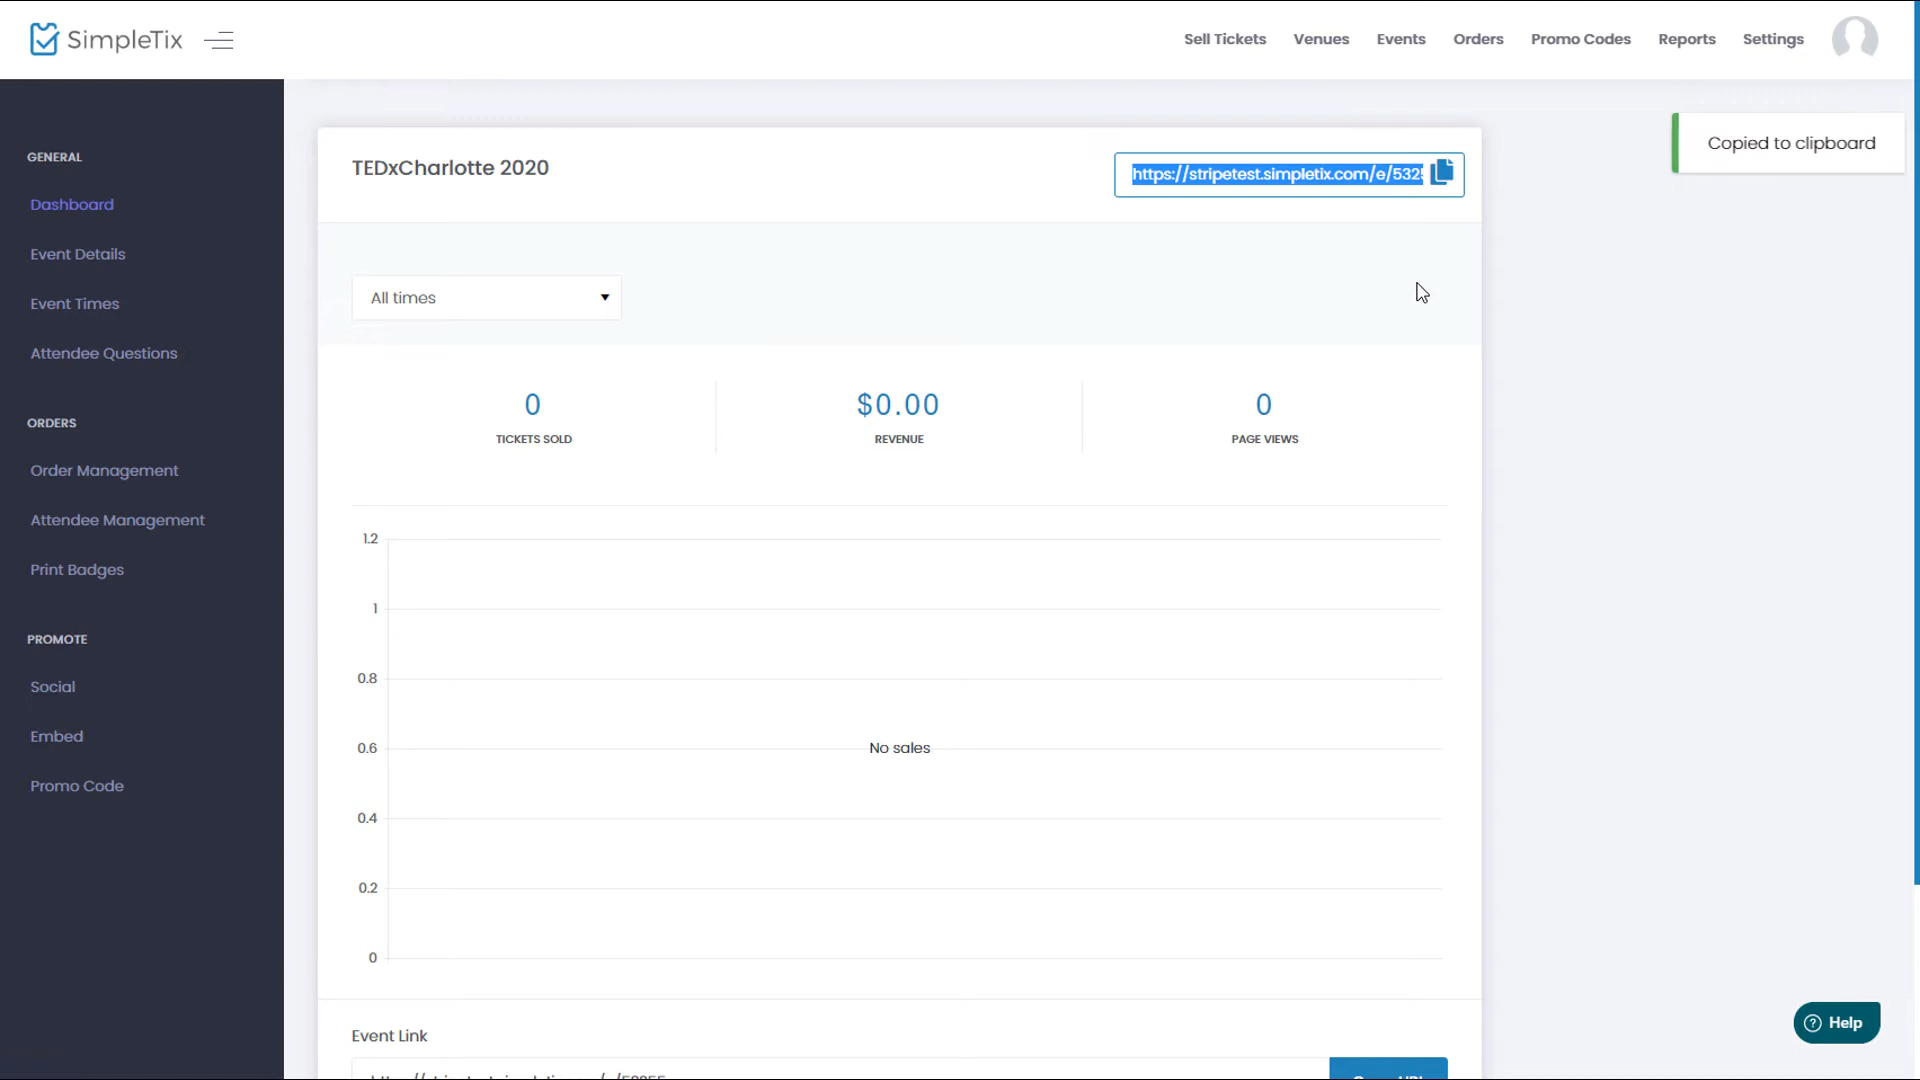 SimpleTix
Sell Tickets Venues Events Orders Promo Codes Reports Settings
GENERAL
Dashboard
Event Details
Event Times
Attendee Questions
ORDERS
Order Management
Attendee Management
Print Badges
PROMOTE
Social
Embed
Promo Code
TEDxCharlotte 2020
https://stripetest.simpletix.com/e/5325
Copied to clipboard
All times
0
TICKETS SOLD
$0.00
REVENUE
0
PAGE VIEWS
1.2
1
0.8
0.6
0.4
0.2
0
No sales
Event Link
Help